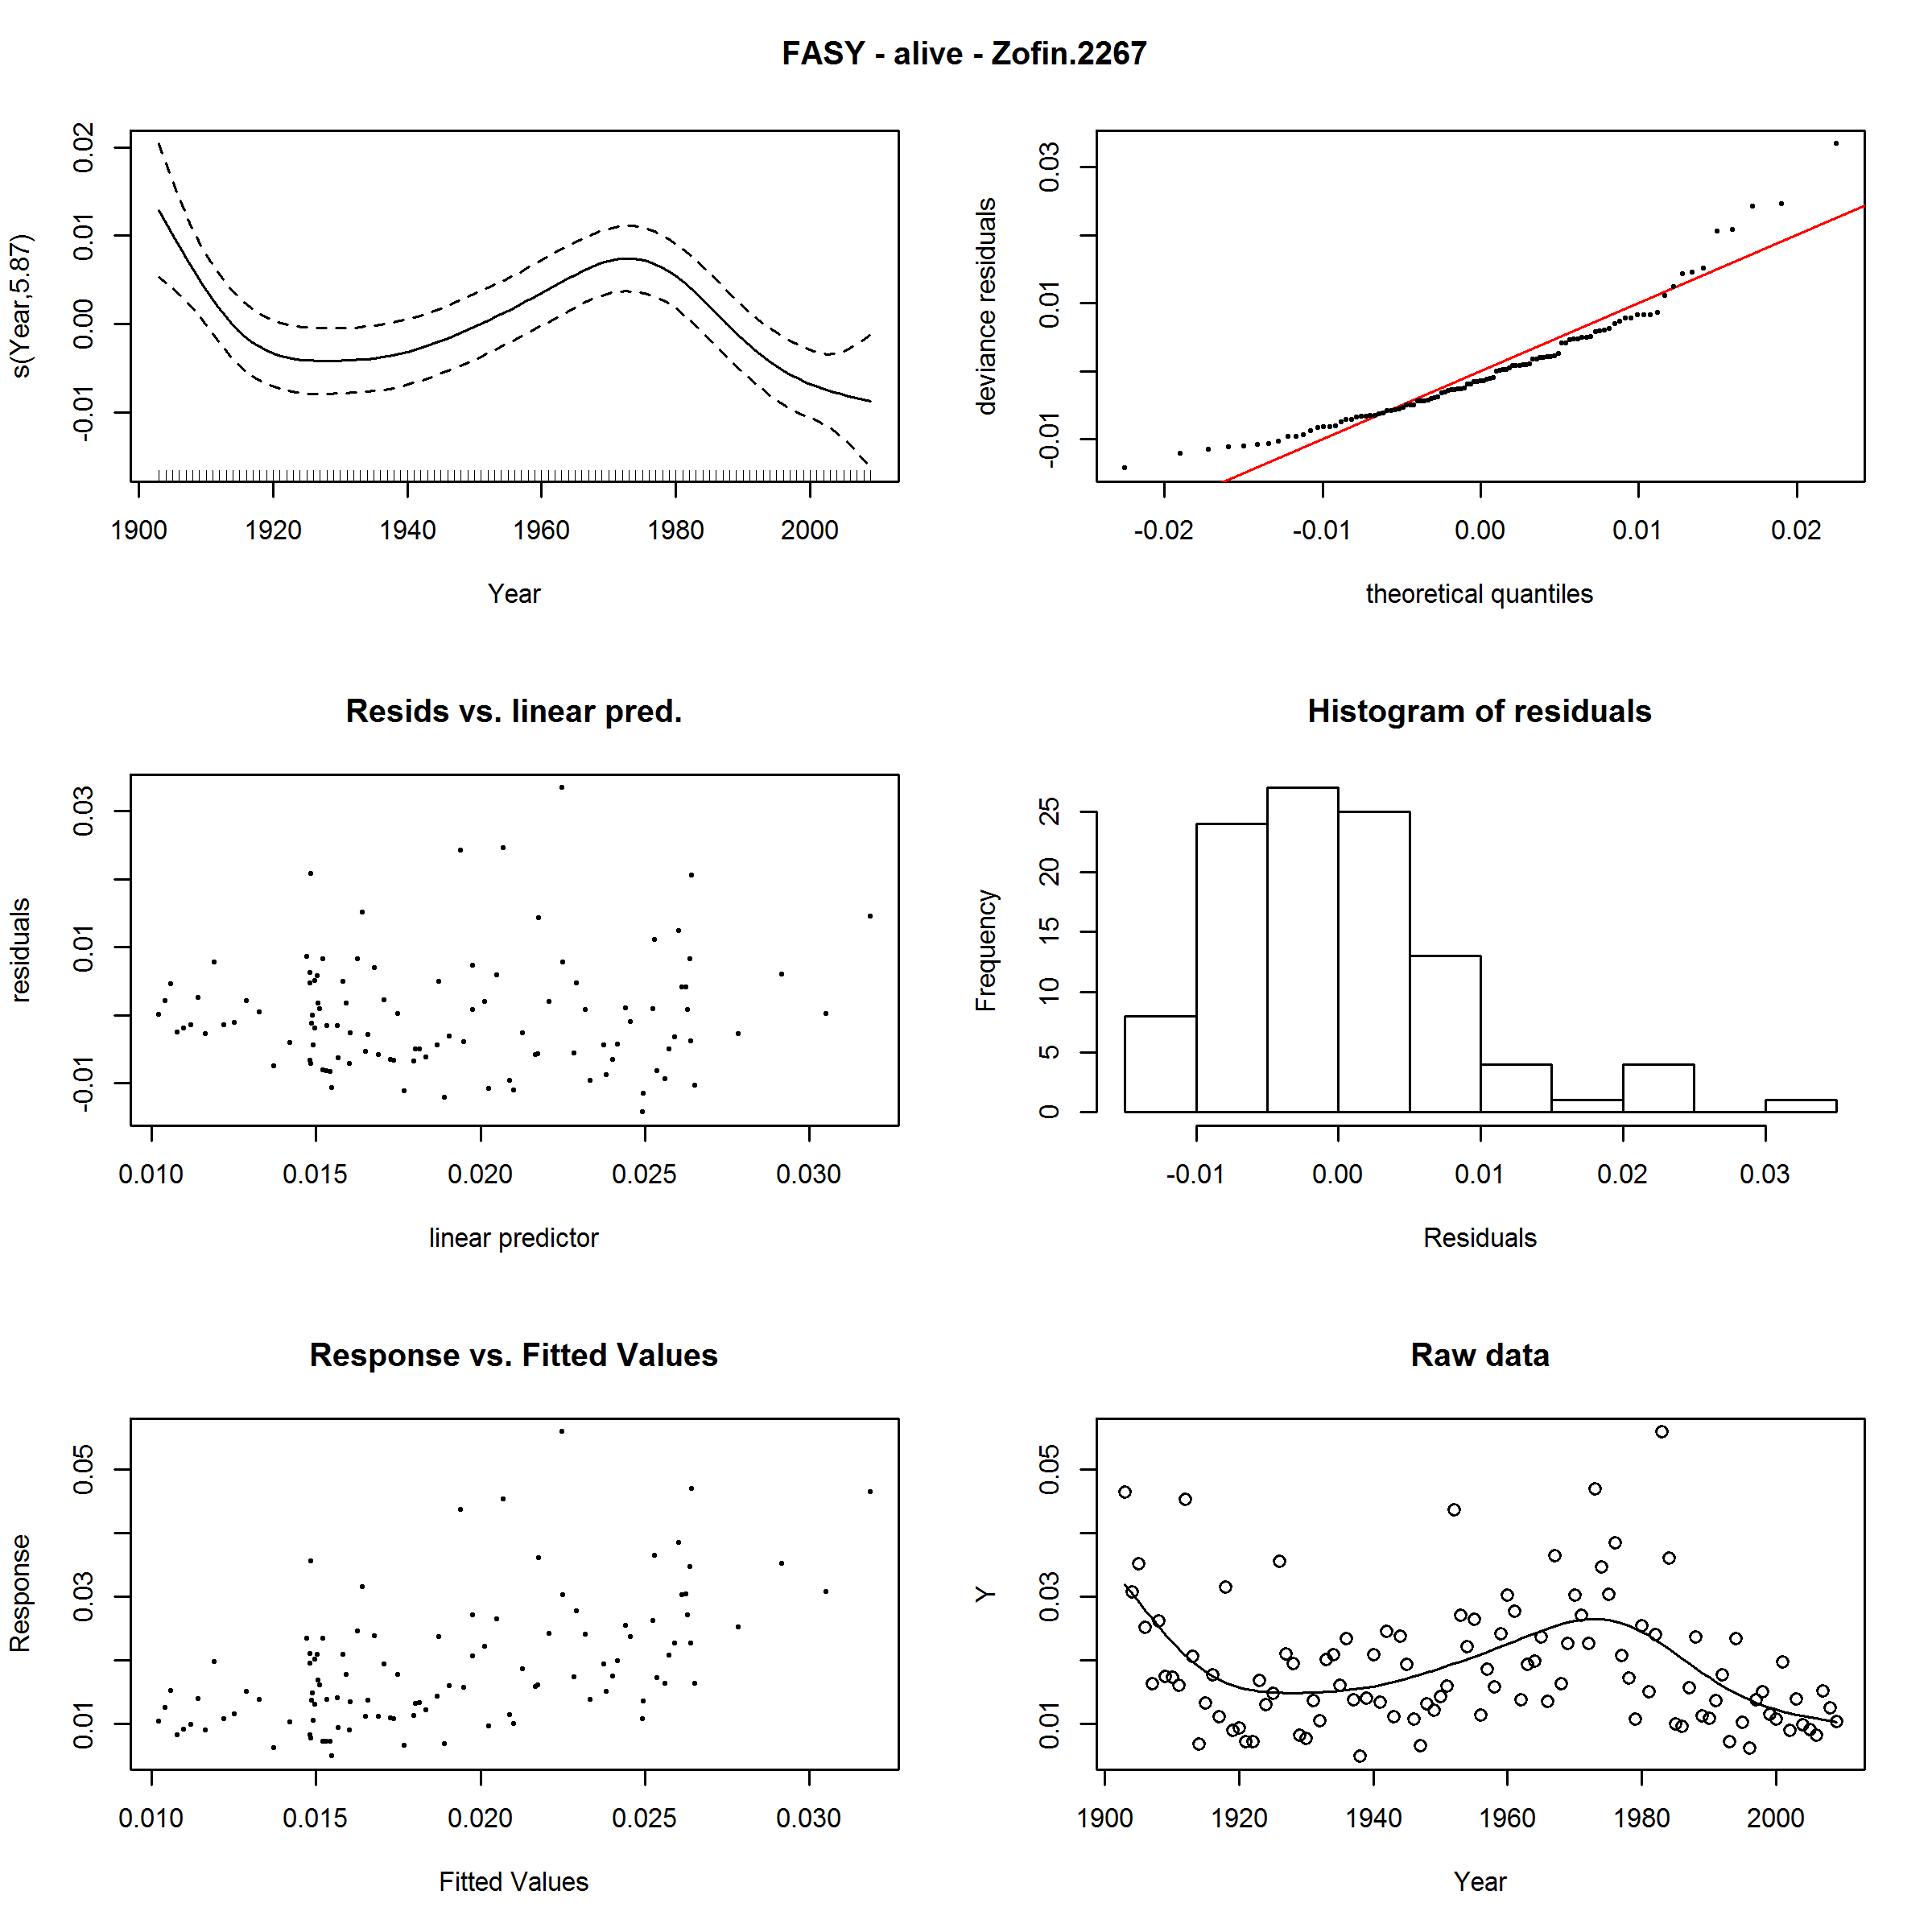 FASY - alive - Zofin.2267
s(Year,5.87)
-0.01 0.00 0.01 0.02
1900 1920 1940 1960 1980 2000
Year
deviance residuals
-0.01 0.01 0.03
-0.02 -0.01 0.00 0.01 0.02
theoretical quantiles
Resids vs. linear pred.
residuals
-0.01 0.01 0.03
0.010 0.015 0.020 0.025 0.030
linear predictor
Histogram of residuals
Frequency
0 5 10 15 20 25
-0.01 0.00 0.01 0.02 0.03
Residuals
Response vs. Fitted Values
Response
0.01 0.03 0.05
0.010 0.015 0.020 0.025 0.030
Fitted Values
Raw data
Y
0.01 0.03 0.05
1900 1920 1940 1960 1980 2000
Year